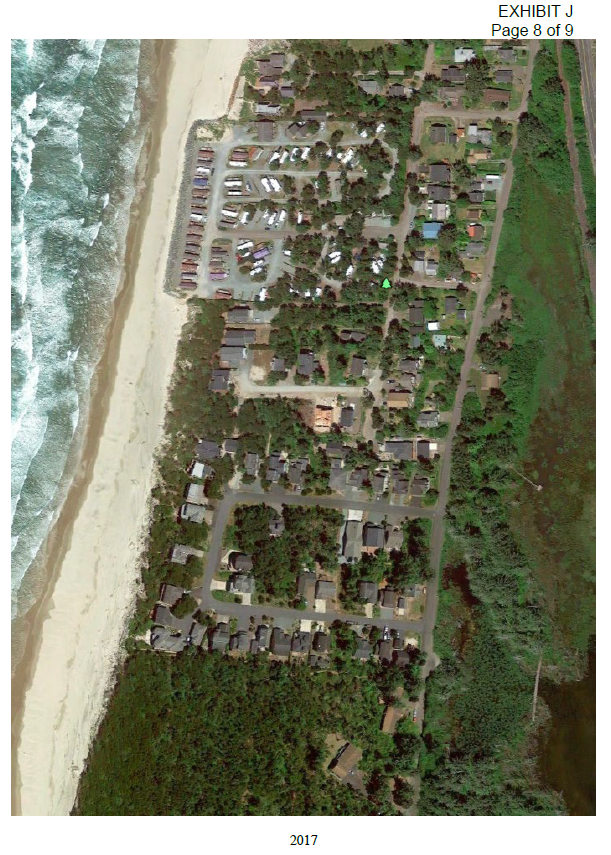 EXHIBIT J
Page 8 of 9
2017